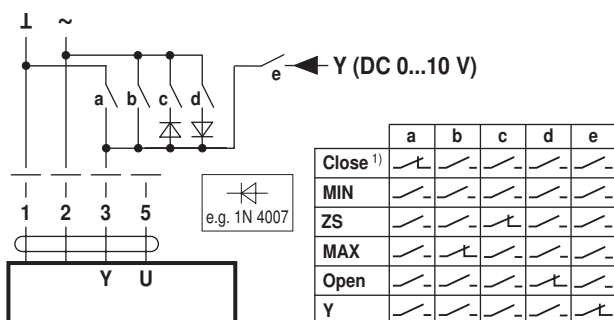 ⊥ ~
a b c d e Y (DC 0...10 V)
e.g. 1N 4007
1 2 3 5
Y U
a b c d e
Close 1)
MIN
ZS
MAX
Open
Y